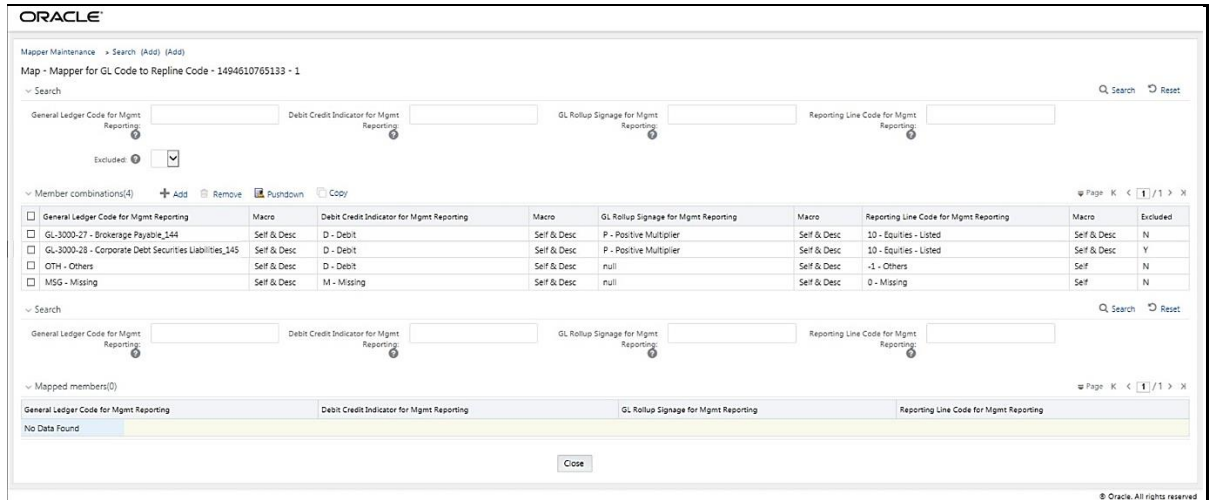 ORACLE
Mapper Maintenance » Search (Add) (Add)
Map - Mapper for GL Code to Repline Code - 1494610765133 - 1
Search Search Reset
General Ledger Code for Mgmt Reporting: Debit Credit Indicator for Mgmt Reporting: GL Rollup Signage for Mgmt Reporting: Reporting Line Code for Mgmt Reporting:
Excluded:
Member combinations(4) Add Remove Pushdown Copy Page 1 / 1
General Ledger Code for Mgmt Reporting Macro Debit Credit Indicator for Mgmt Reporting Macro GL Rollup Signage for Mgmt Reporting Macro Reporting Line Code for Mgmt Reporting Macro Excluded
GL-3000-27 - Brokerage Payable_144 Self & Desc D - Debit Self & Desc P - Positive Multiplier Self & Desc 10 - Equities - Listed Self & Desc N
GL-3000-28 - Corporate Debt Securities Liabilities_145 Self & Desc D - Debit Self & Desc P - Positive Multiplier Self & Desc 10 - Equities - Listed Self & Desc Y
OTH - Others Self & Desc D - Debit Self & Desc null Self & Desc -1 - Others Self N
MSG - Missing Self & Desc M - Missing Self & Desc null Self & Desc 0 - Missing Self N
Search Search Reset
General Ledger Code for Mgmt Reporting: Debit Credit Indicator for Mgmt Reporting: GL Rollup Signage for Mgmt Reporting: Reporting Line Code for Mgmt Reporting:
Mapped members(0) Page 1 / 1
General Ledger Code for Mgmt Reporting Debit Credit Indicator for Mgmt Reporting GL Rollup Signage for Mgmt Reporting Reporting Line Code for Mgmt Reporting
No Data Found
Close
© Oracle. All rights reserved